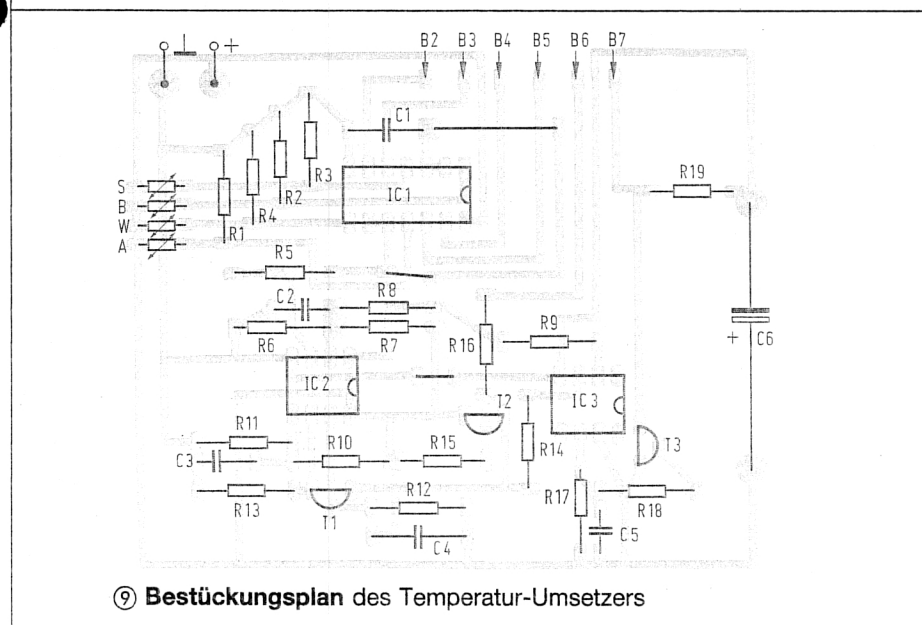 + B2 B3 B4 B5 B6 B7
C1
R3
R19
S
IC1
R2
B
R4
W
R1
A
R5
C2 R8
R9
R6 R7 R16
+ C6
IC2 IC3
T2
R11
R10 R15 R14 T3
C3
R12 R17
R13 R18
T1
C5
C4
⑨ Bestückungsplan des Temperatur-Umsetzers